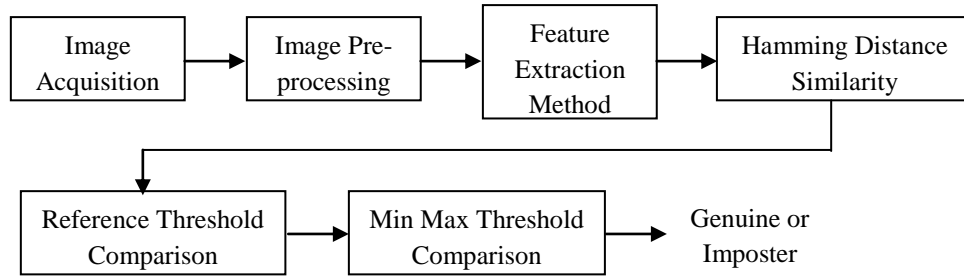 Image
Acquisition
Image Pre-
processing
Feature
Extraction
Method
Hamming Distance
Similarity
Reference Threshold
Comparison
Min Max Threshold
Comparison
Genuine or
Imposter